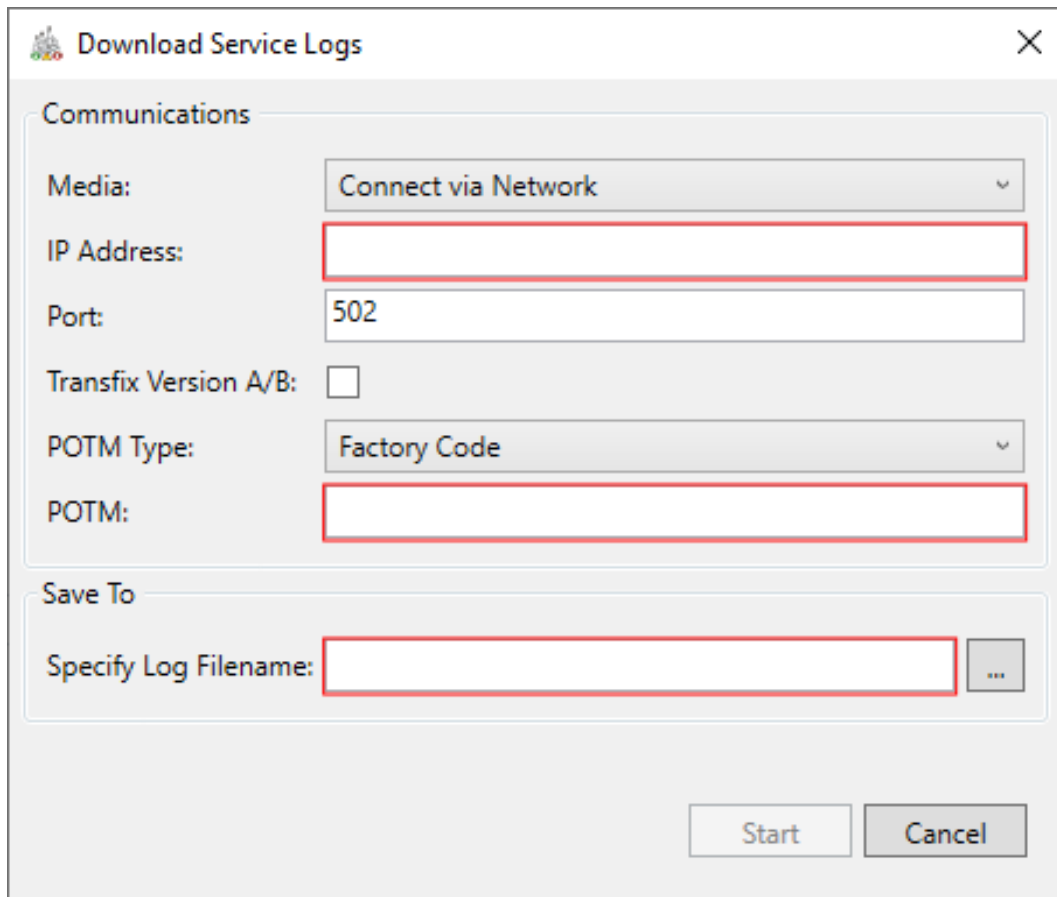 Download Service Logs
Communications
Media: Connect via Network
IP Address:
Port: 502
Transfix Version A/B:
POTM Type: Factory Code
POTM:
Save To
Specify Log Filename: ...
Start Cancel